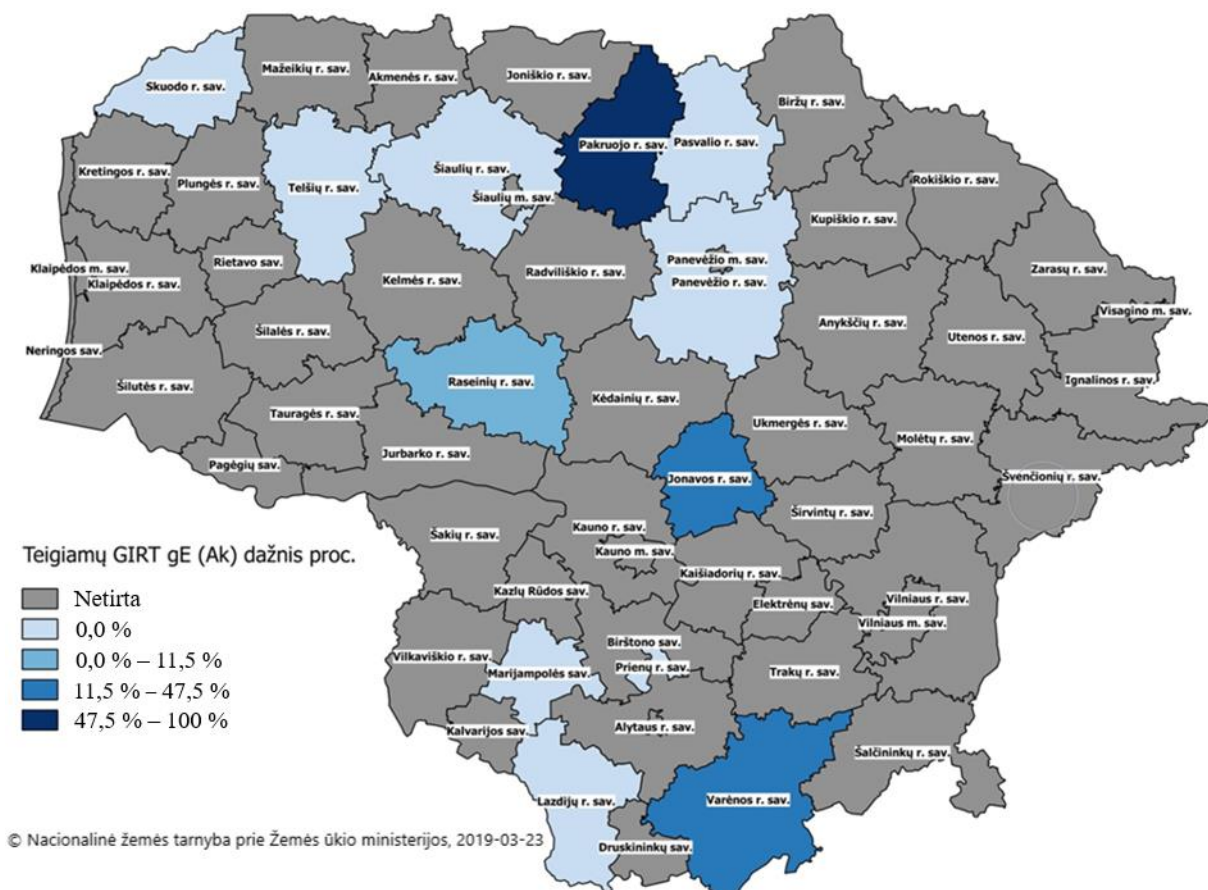 Mažeikių r. sav.
Akmenės r. sav.
Joniškio r. sav.
Skuodo r. sav.
Biržų r. sav.
Pakruojo r. sav.
Pasvalio r. sav.
Kretingos r. sav.
Plungės r. sav.
Telšių r. sav.
Šiaulių r. sav.
Šiaulių m. sav.
Rokiškio r. sav.
Kupiškio r. sav.
Klaipėdos m. sav.
Klaipėdos r. sav.
Rietavo sav.
Kelmės r. sav.
Radviliškio r. sav.
Panevėžio m. sav.
Panevėžio r. sav.
Zarasų r. sav.
Visagino m. sav.
Anykščių r. sav.
Utenos r. sav.
Šilalės r. sav.
Neringos sav.
Šilutės r. sav.
Raseinių r. sav.
Ignalinos r. sav.
Kėdainių r. sav.
Tauragės r. sav.
Ukmergės r. sav.
Molėtų r. sav.
Jurbarko r. sav.
Pagėgių sav.
Jonavos r. sav.
Švenčionių r. sav.
Širvintų r. sav.
Šakių r. sav.
Kauno r. sav.
Kauno m. sav.
Kaišiadorių r. sav.
Kazlų Rūdos sav.
Elektrėnų sav.
Vilniaus r. sav.
Vilniaus m. sav.
Birštono sav.
Prienų r. sav.
Vilkaviškio r. sav.
Marijampolės sav.
Trakų r. sav.
Kalvarijos sav.
Alytaus r. sav.
Šalčininkų r. sav.
Lazdijų r. sav.
Varėnos r. sav.
Druskininkų sav.
Teigiamų GIRT gE (Ak) dažnis proc.
Netirta
0,0 %
0,0 % – 11,5 %
11,5 % – 47,5 %
47,5 % – 100 %
© Nacionalinė žemės tarnyba prie Žemės ūkio ministerijos, 2019-03-23